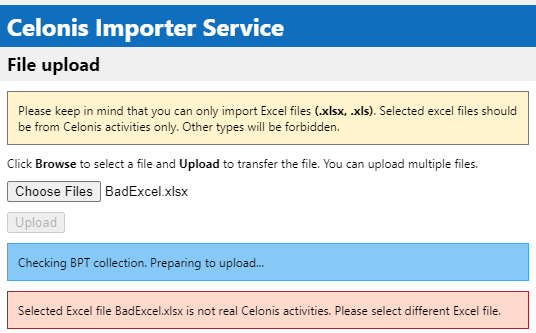 Celonis Importer Service
File upload
Please keep in mind that you can only import Excel files (.xlsx, .xls). Selected excel files should
be from Celonis activities only. Other types will be forbidden.
Click Browse to select a file and Upload to transfer the file. You can upload multiple files.
Choose Files BadExcel.xlsx
Upload
Checking BPT collection. Preparing to upload...
Selected Excel file BadExcel.xlsx is not real Celonis activities. Please select different Excel file.